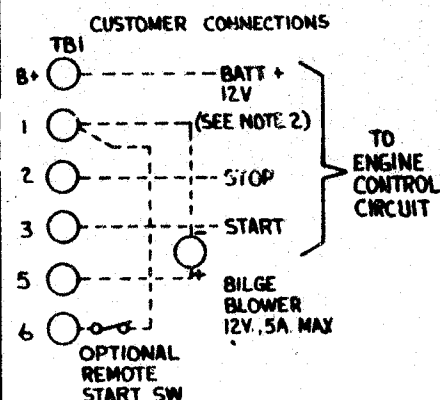 CUSTOMER CONNECTIONS
TB1
B+ BATT +
12V
1 (SEE NOTE 2)
2 STOP
3 START
-
5 +
6
TO
ENGINE
CONTROL
CIRCUIT
BILGE
BLOWER
12V., 5A MAX
OPTIONAL
REMOTE
START SW